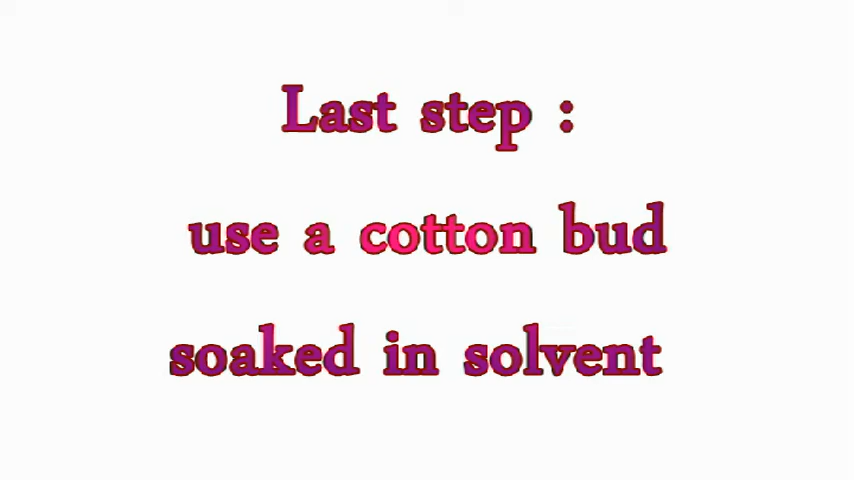 Last step :
use a cotton bud
soaked in solvent